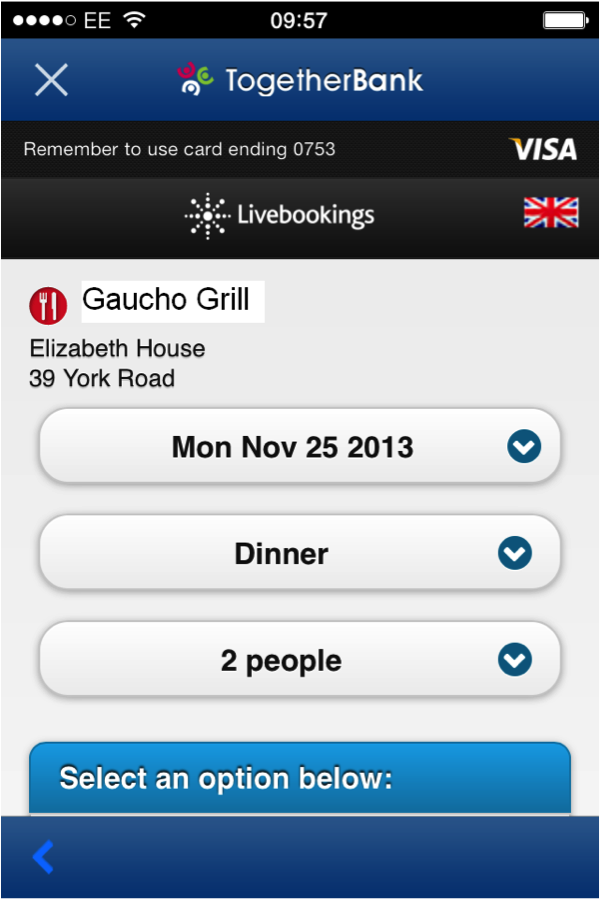 EE 09:57
TogetherBank
Remember to use card ending 0753 VISA
Livebookings
Gaucho Grill
Elizabeth House
39 York Road
Mon Nov 25 2013
Dinner
2 people
Select an option below: